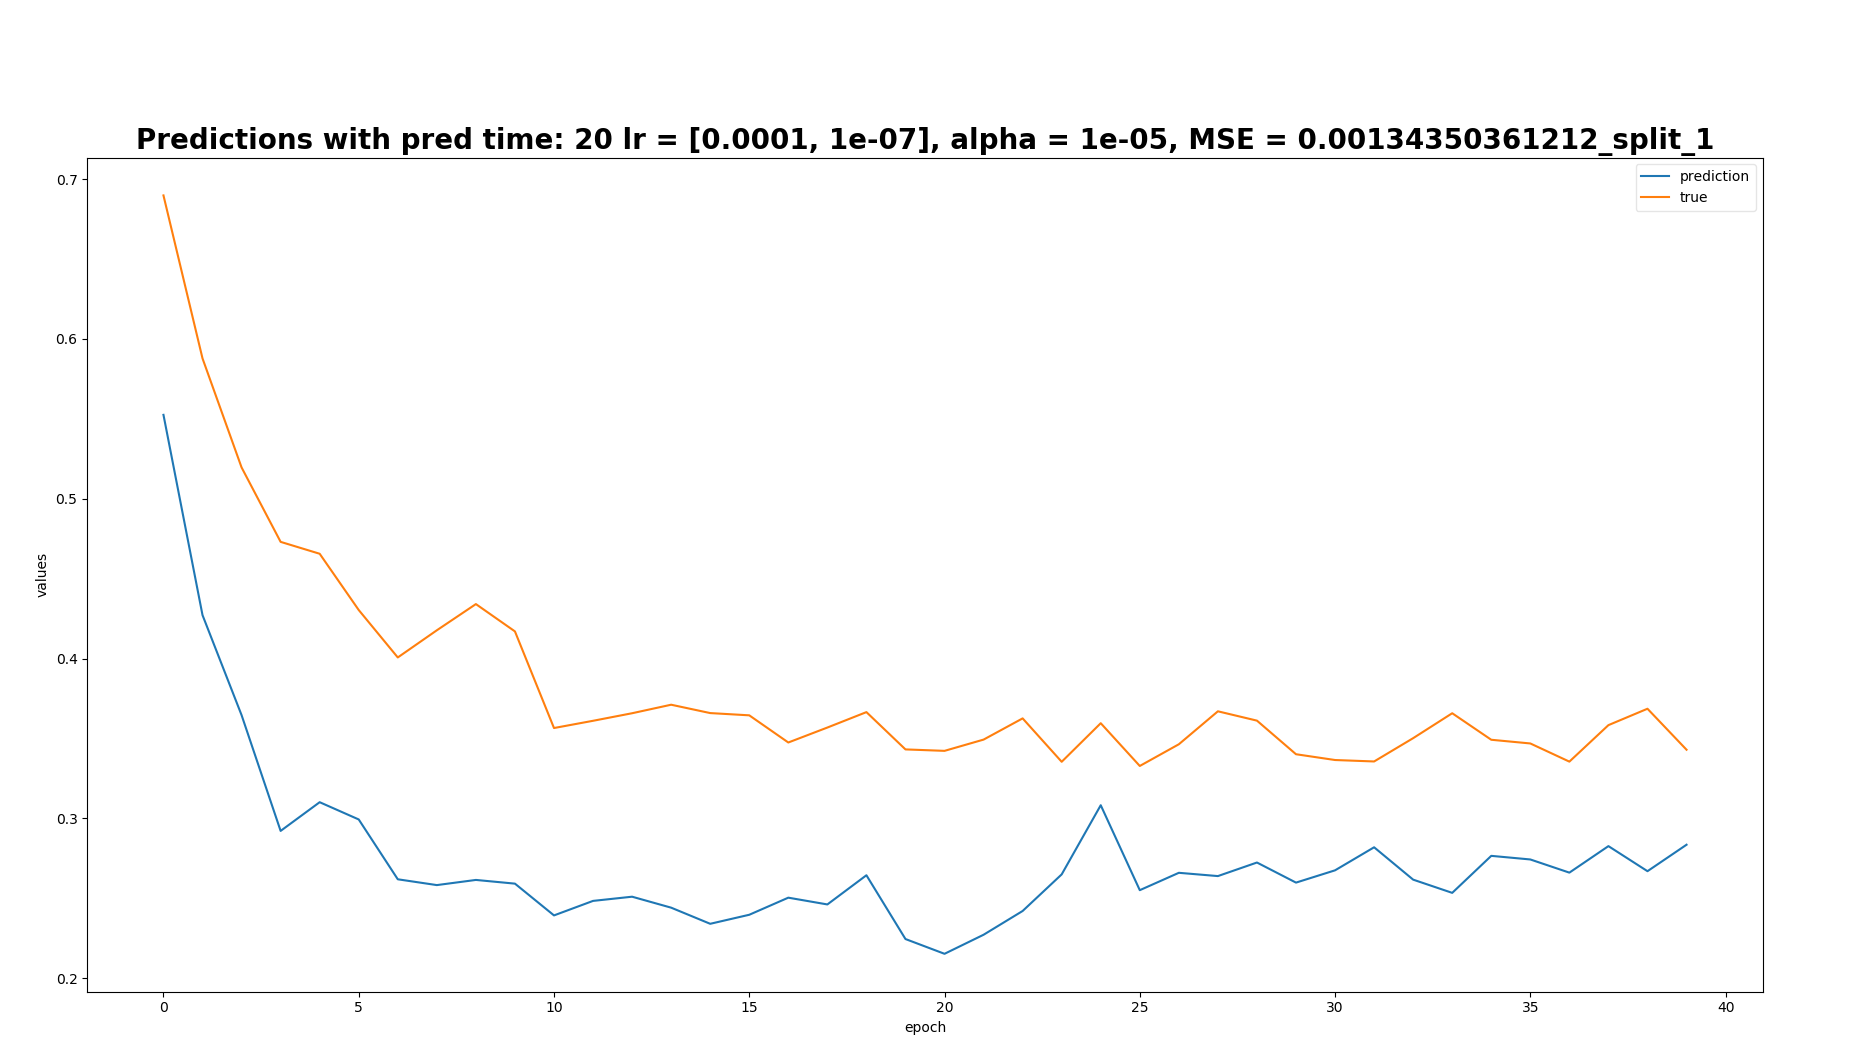 Predictions with pred time: 20 lr = [0.0001, 1e-07], alpha = 1e-05, MSE = 0.00134350361212_split_1
prediction
true
0.7
0.6
0.5
0.4
0.3
0.2
values
0 5 10 15 20 25 30 35 40
epoch